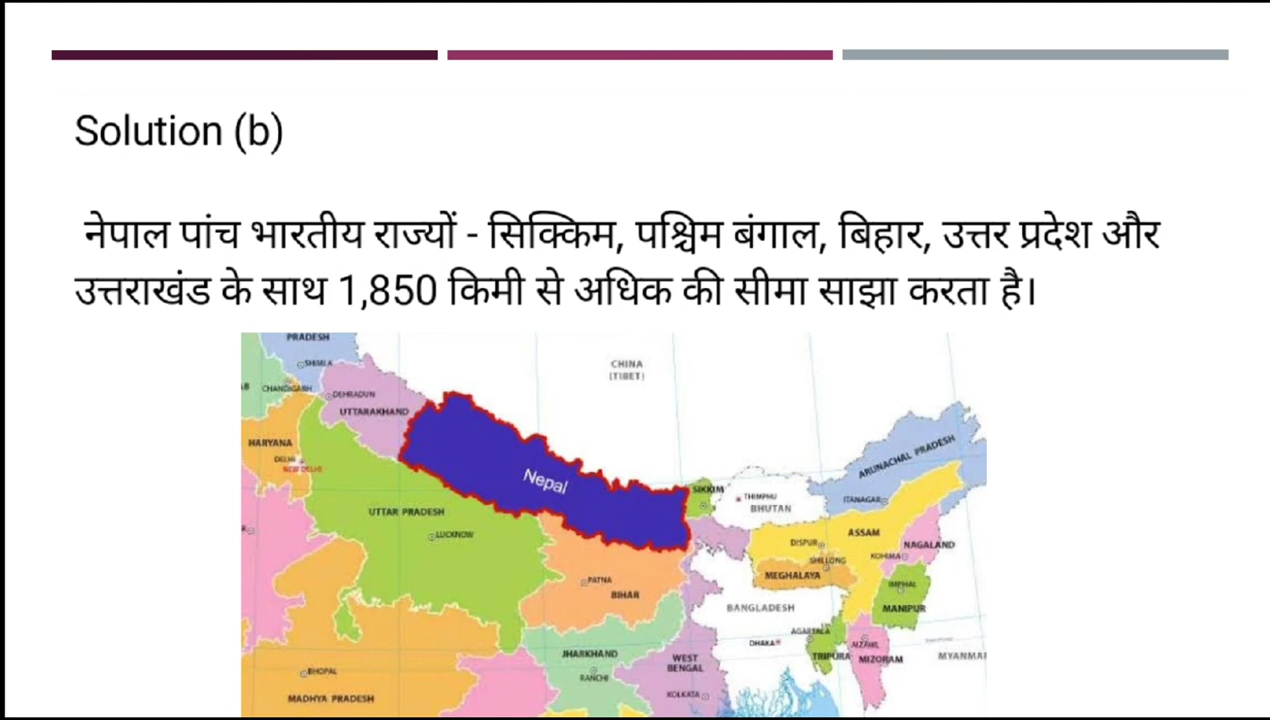 Solution (b)
नेपाल पांच भारतीय राज्यों - सिक्किम, पश्चिम बंगाल, बिहार, उत्तर प्रदेश और
उत्तराखंड के साथ 1,850 किमी से अधिक की सीमा साझा करता है।
PRADESH
SHIMLA
CHINA
(TIBET)
CHANDIGARH
DEHRADUN
UTTARAKHAND
HARYANA
DELHI
NEW DELHI
Nepal
ARUNACHAL PRADESH
SIKKIM
THIMPHU
BHUTAN
ITANAGAR
UTTAR PRADESH
LUCKNOW
ASSAM
DISPUR
NAGALAND
KOHIMA
SHILLONG
MEGHALAYA
PATNA
BIHAR
IMPHAL
MANIPUR
BANGLADESH
AGARTALA
DHAKA
AIZAWL
JHARKHAND
RANCHI
WEST
BENGAL
TRIPURA
MIZORAM
MYANMAR
BHOPAL
MADHYA PRADESH
KOLKATA